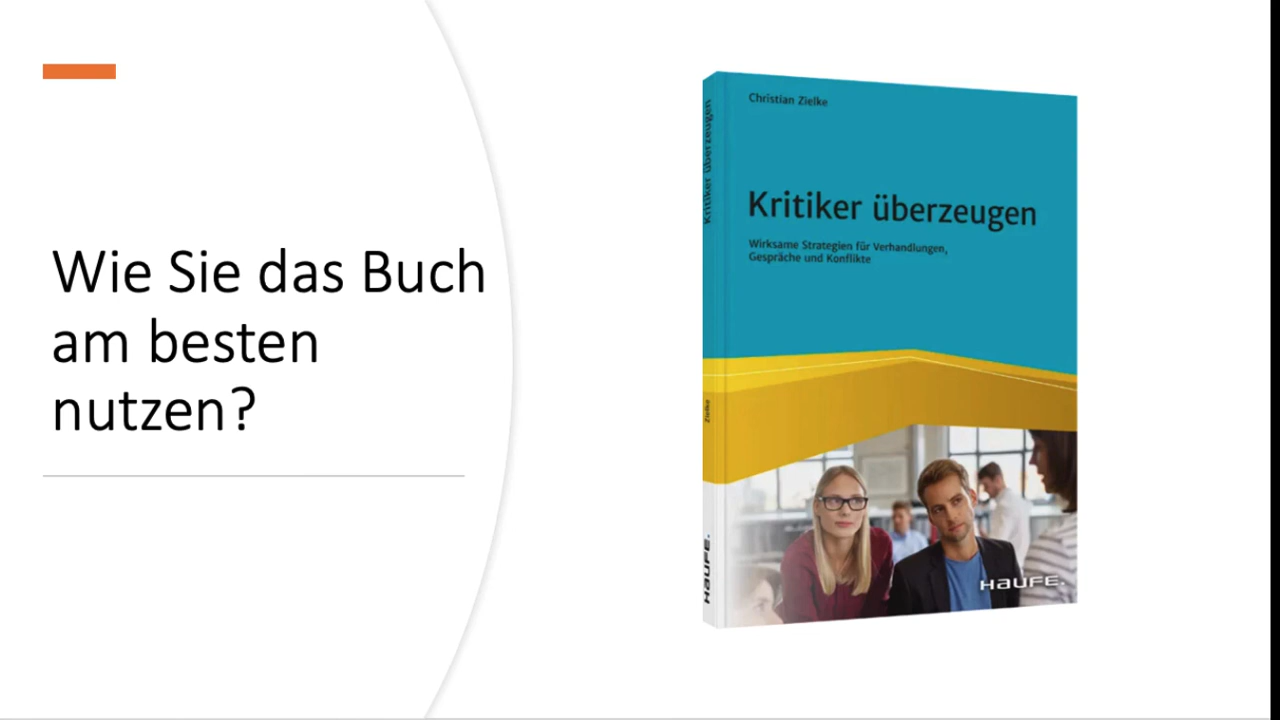 Wie Sie das Buch
am besten
nutzen?
Christian Zielke
Kritiker überzeugen
Wirksame Strategien für Verhandlungen,
Gespräche und Konflikte
HAUFE.
Kritiker überzeugen
Zielke
HAUFE.